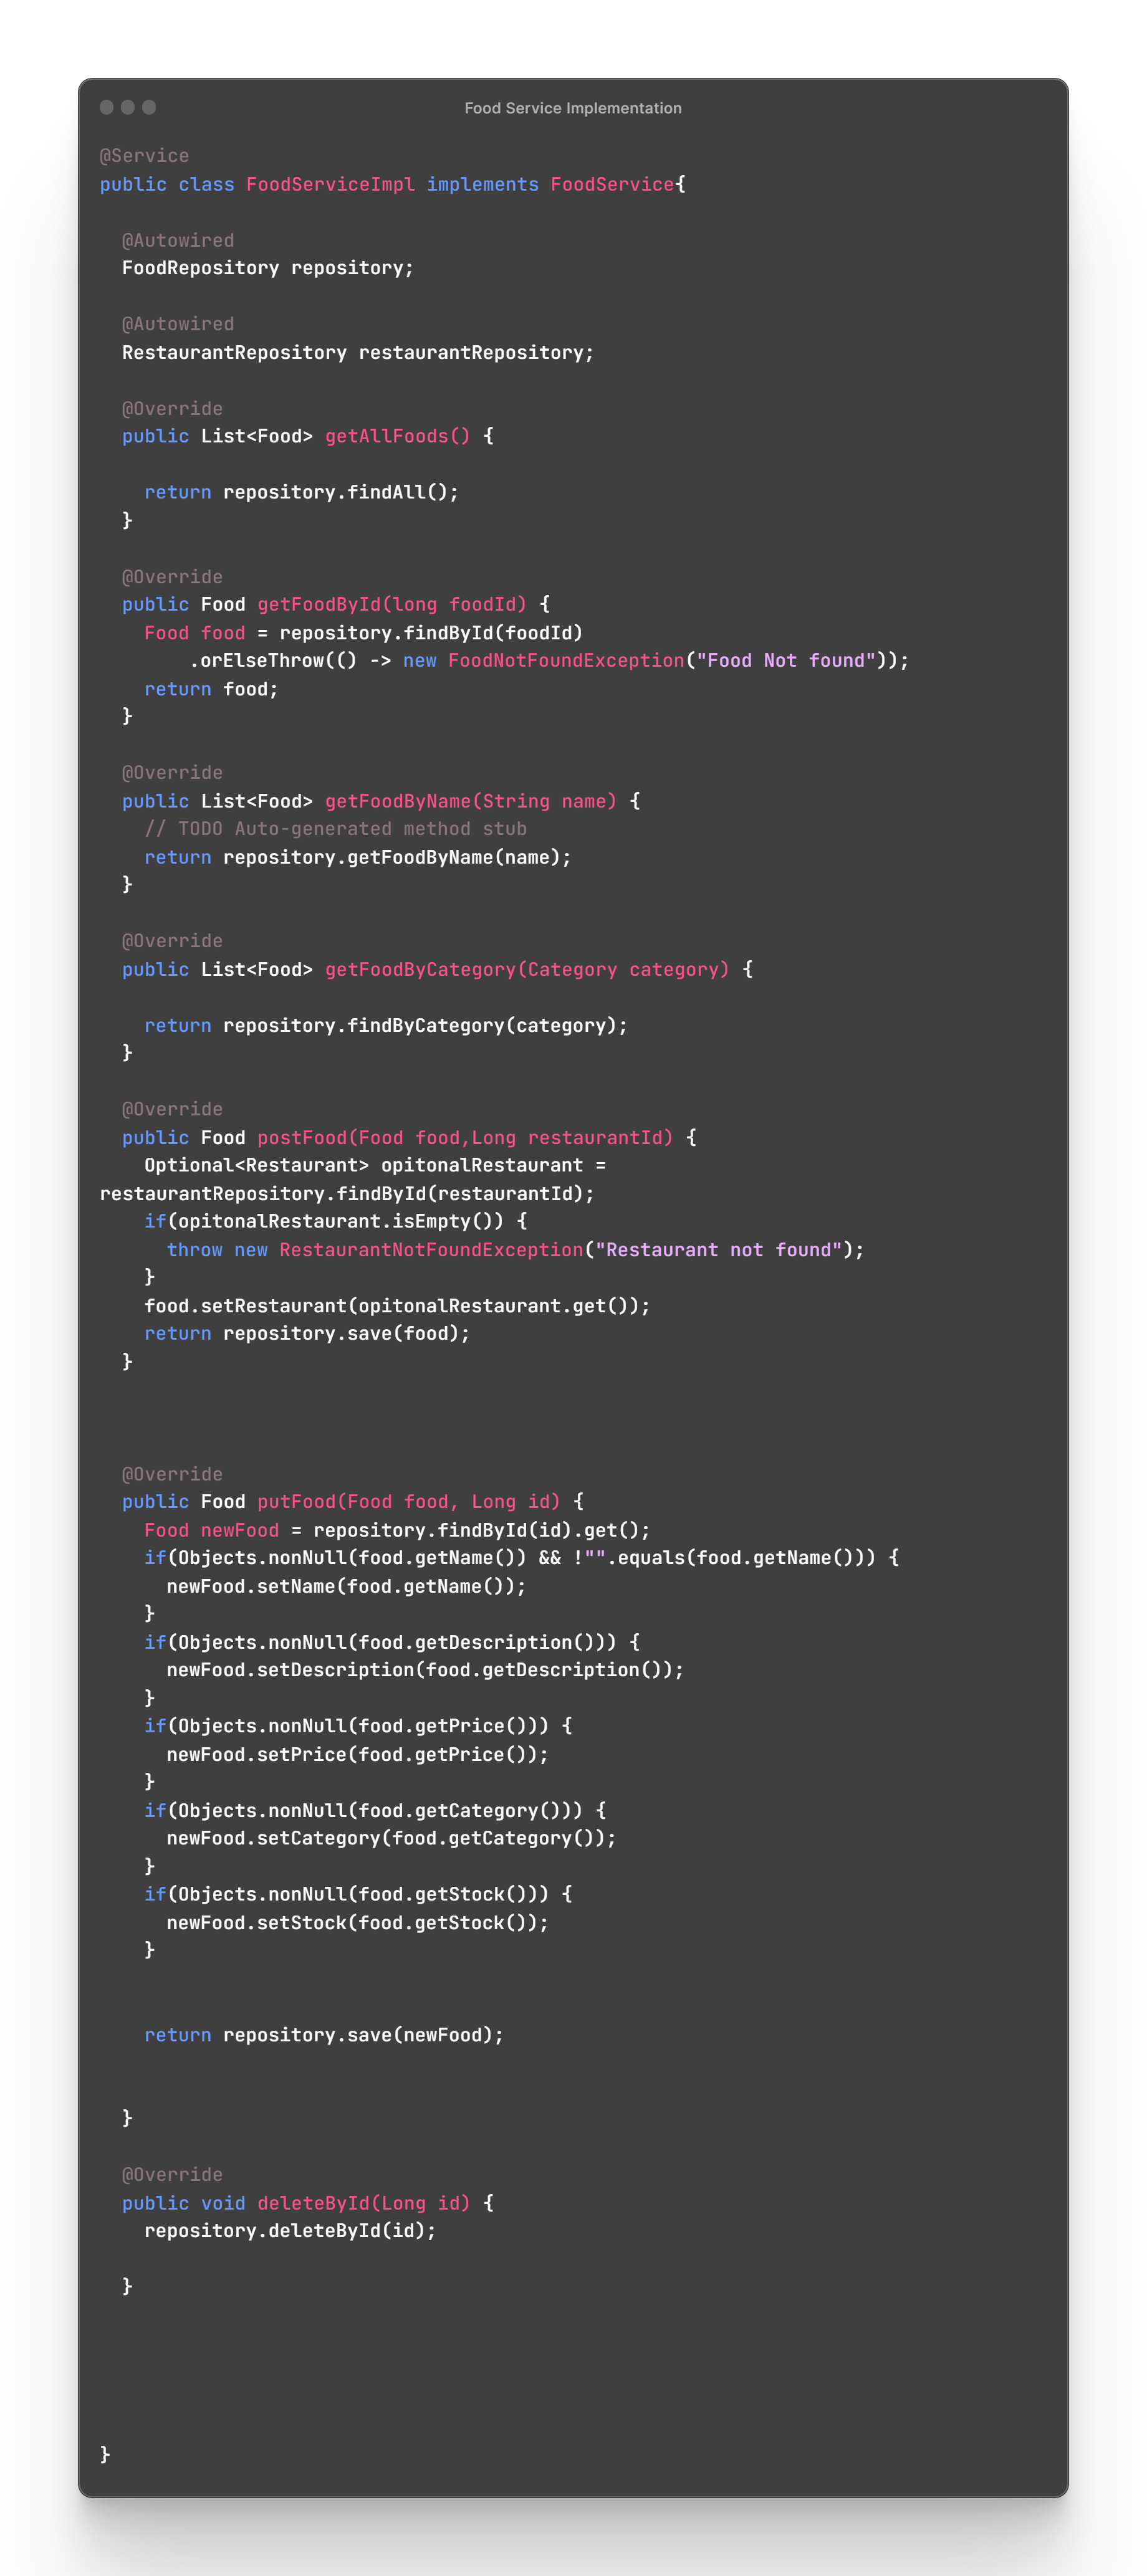 Food Service Implementation
@Service
public class FoodServiceImpl implements FoodService{
@Autowired
FoodRepository repository;
@Autowired
RestaurantRepository restaurantRepository;
@Override
public List<Food> getAllFoods() {
return repository.findAll();
}
@Override
public Food getFoodById(long foodId) {
Food food = repository.findById(foodId)
.orElseThrow(() -> new FoodNotFoundException("Food Not found"));
return food;
}
@Override
public List<Food> getFoodByName(String name) {
// TODO Auto-generated method stub
return repository.getFoodByName(name);
}
@Override
public List<Food> getFoodByCategory(Category category) {
return repository.findByCategory(category);
}
@Override
public Food postFood(Food food,Long restaurantId) {
Optional<Restaurant> opitonalRestaurant =
restaurantRepository.findById(restaurantId);
if(opitonalRestaurant.isEmpty()) {
throw new RestaurantNotFoundException("Restaurant not found");
}
food.setRestaurant(opitonalRestaurant.get());
return repository.save(food);
}
@Override
public Food putFood(Food food, Long id) {
Food newFood = repository.findById(id).get();
if(Objects.nonNull(food.getName()) && !"".equals(food.getName())) {
newFood.setName(food.getName());
}
if(Objects.nonNull(food.getDescription())) {
newFood.setDescription(food.getDescription());
}
if(Objects.nonNull(food.getPrice())) {
newFood.setPrice(food.getPrice());
}
if(Objects.nonNull(food.getCategory())) {
newFood.setCategory(food.getCategory());
}
if(Objects.nonNull(food.getStock())) {
newFood.setStock(food.getStock());
}
return repository.save(newFood);
}
@Override
public void deleteById(Long id) {
repository.deleteById(id);
}
}